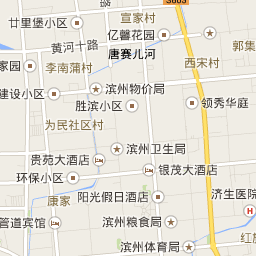 S803
宣家村
廿里堡小区
亿馨花园
黄河十路
唐赛儿河
郭集
西宋村
家园
李南蒲村
滨州物价局
建设小区
胜滨小区
领秀华庭
为民社区村
滨州卫生局
贵苑大酒店
银茂大酒店
环保小区
康家
阳光假日酒店
济生医院
H
管道宾馆
滨州粮食局
红
滨州体育局